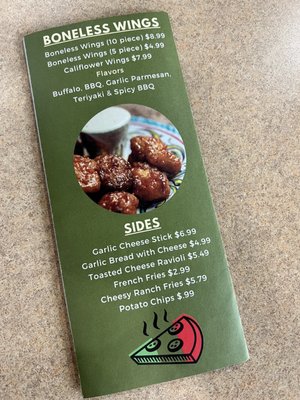 BONELESS WINGS
Boneless Wings (10 piece) $8.99
Boneless Wings (5 piece) $4.99
Califlower Wings $7.99
Flavors
Buffalo, BBQ, Garlic Parmesan,
Teriyaki & Spicy BBQ
SIDES
Garlic Cheese Stick $6.99
Garlic Bread with Cheese $4.99
Toasted Cheese Ravioli $5.49
French Fries $2.99
Cheesy Ranch Fries $5.79
Potato Chips $.99